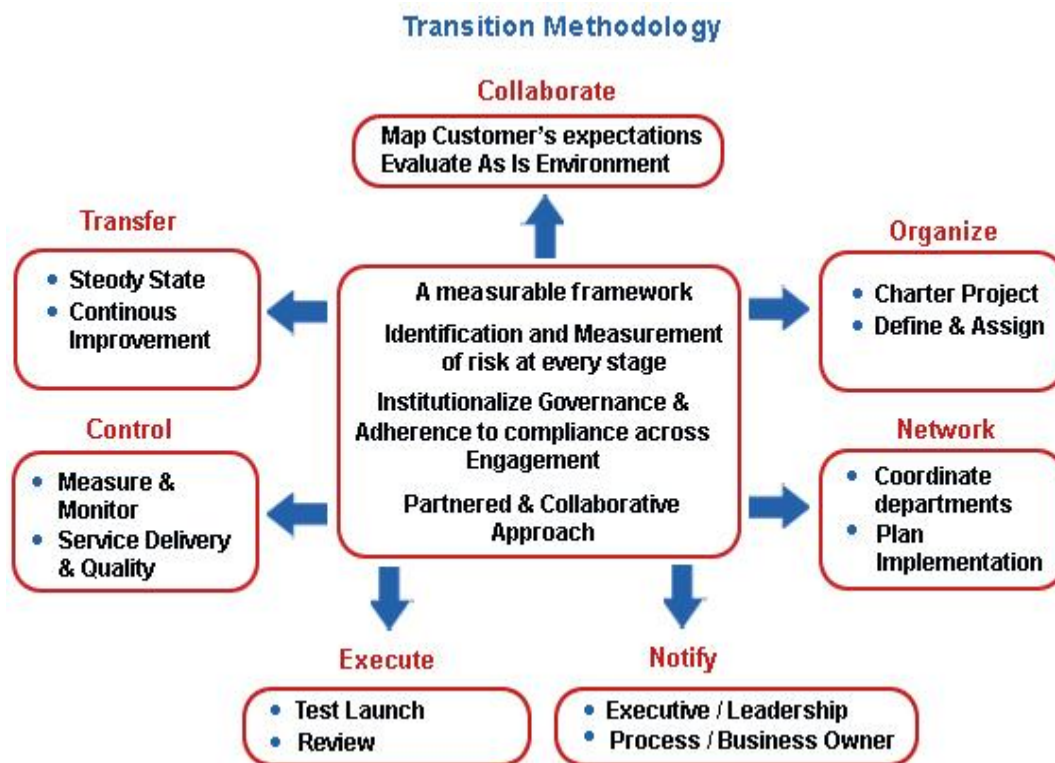 Transition Methodology
Collaborate
Map Customer's expectations
Evaluate As Is Environment
Transfer
Steody State
Continous
Improvement
Organize
Charter Project
Define & Assign
A measurable framework
Identification and Measurement
of risk at every stage
Institutionalize Governance &
Adherence to compliance across
Engagement
Partnered & Collaborative
Approach
Control
Measure &
Monitor
Service Delivery
& Quality
Network
Coordinate
departments
Plan
Implementation
Execute
Test Launch
Review
Notify
Executive / Leadership
Process / Business Owner